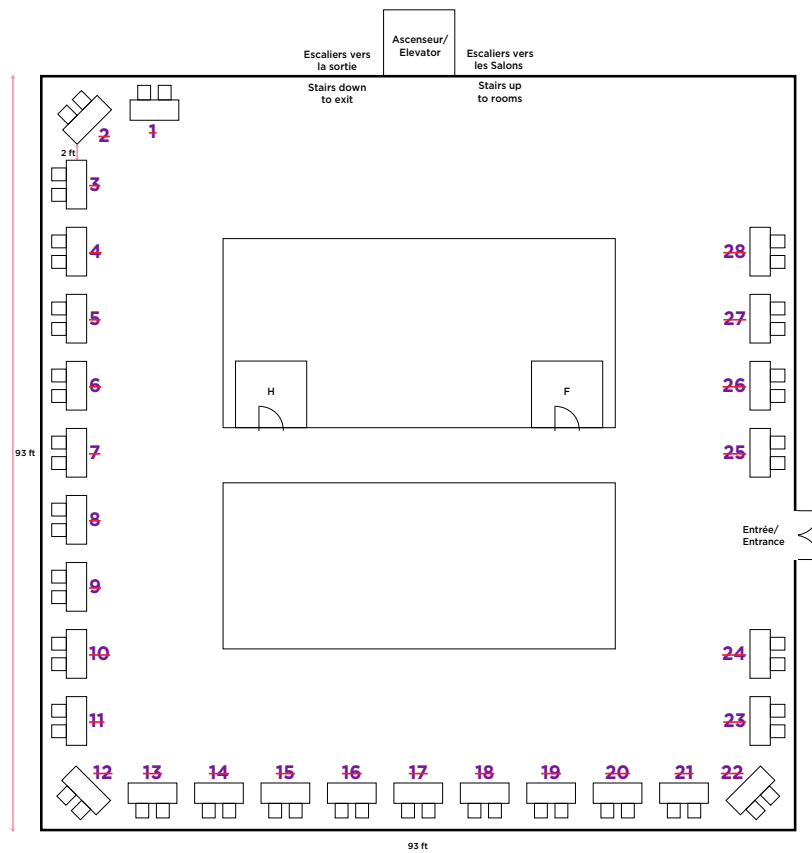 Ascenseur/
Elevator
Escaliers vers
la sortie
Stairs down
to exit
Escaliers vers
les Salons
Stairs up
to rooms
1
2
2 ft
3
4
5
6
7
8
9
10
11
12
13
14
15
16
17
18
19
20
21
22
23
24
25
26
27
28
H
F
Entrée/
Entrance
93 ft
93 ft